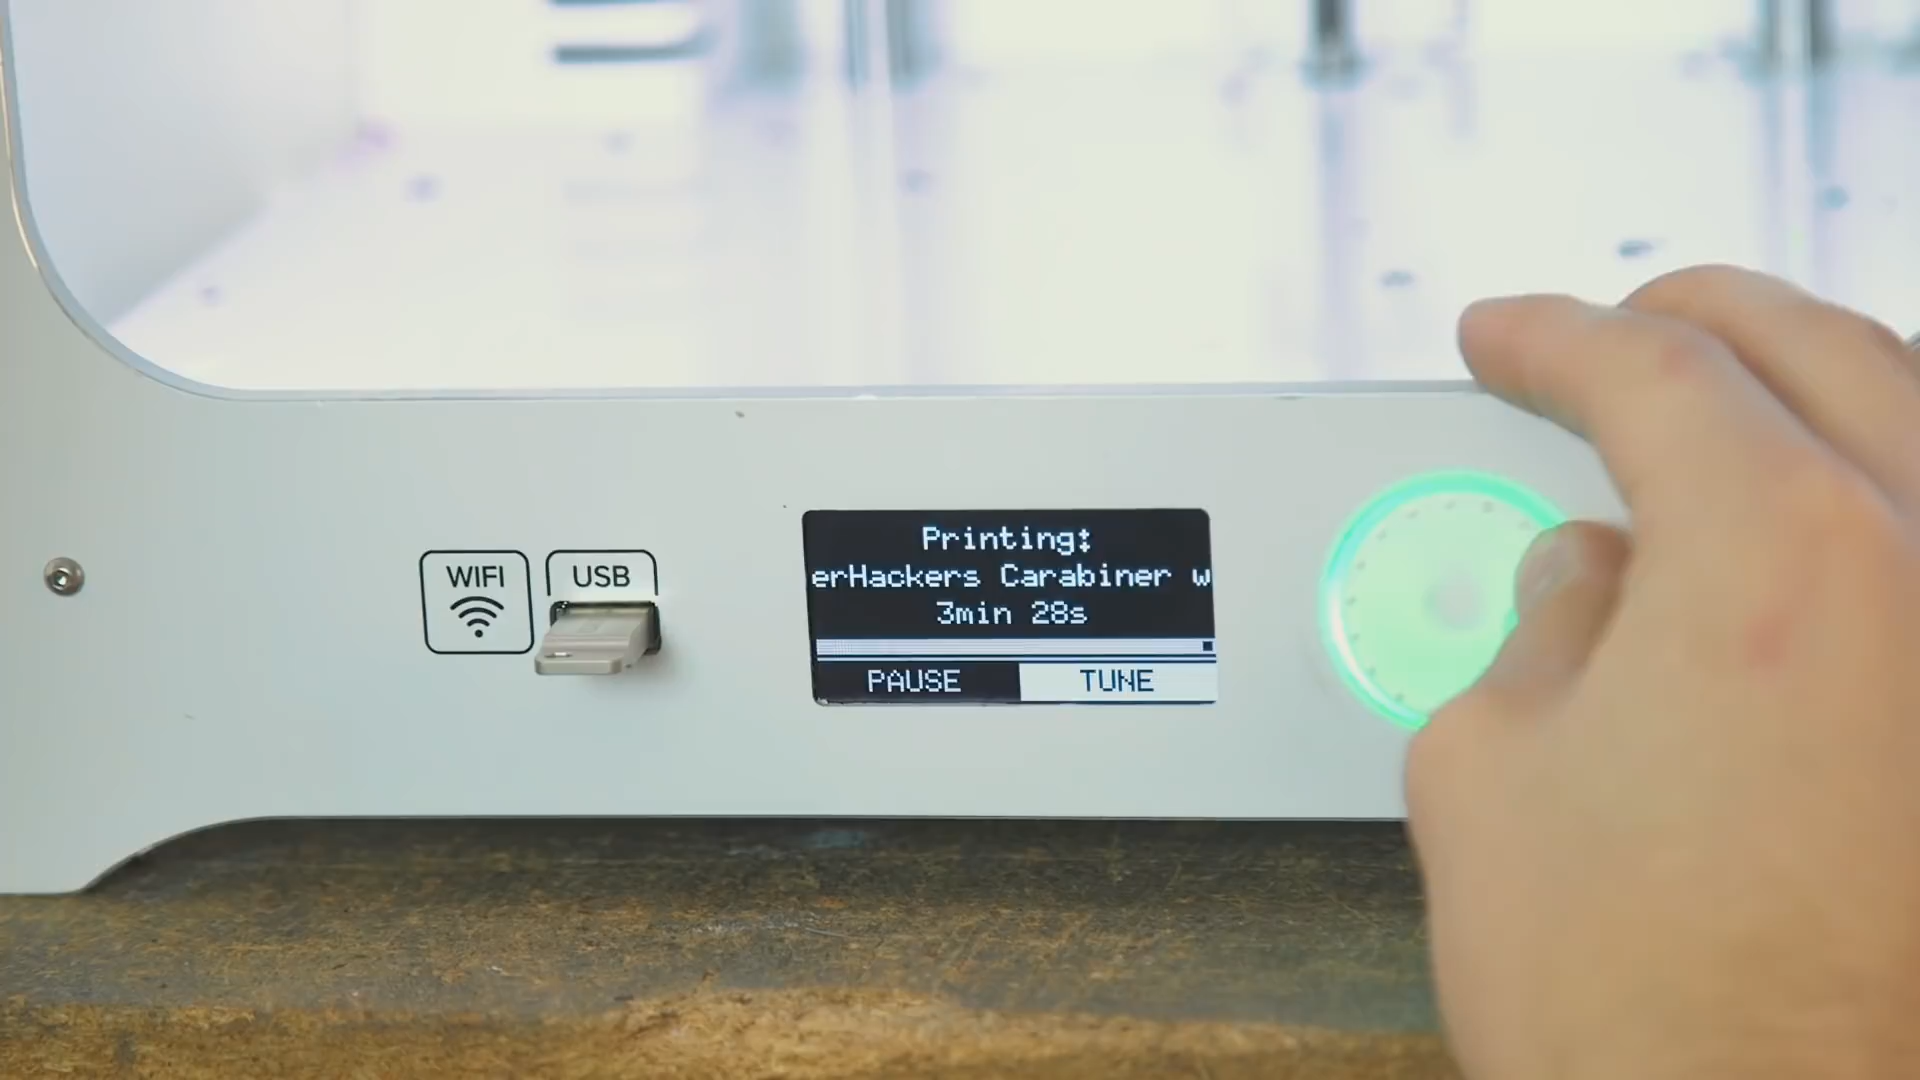 WIFI
USB
Printing:
erHackers Carabiner w
3min 28s
PAUSE
TUNE